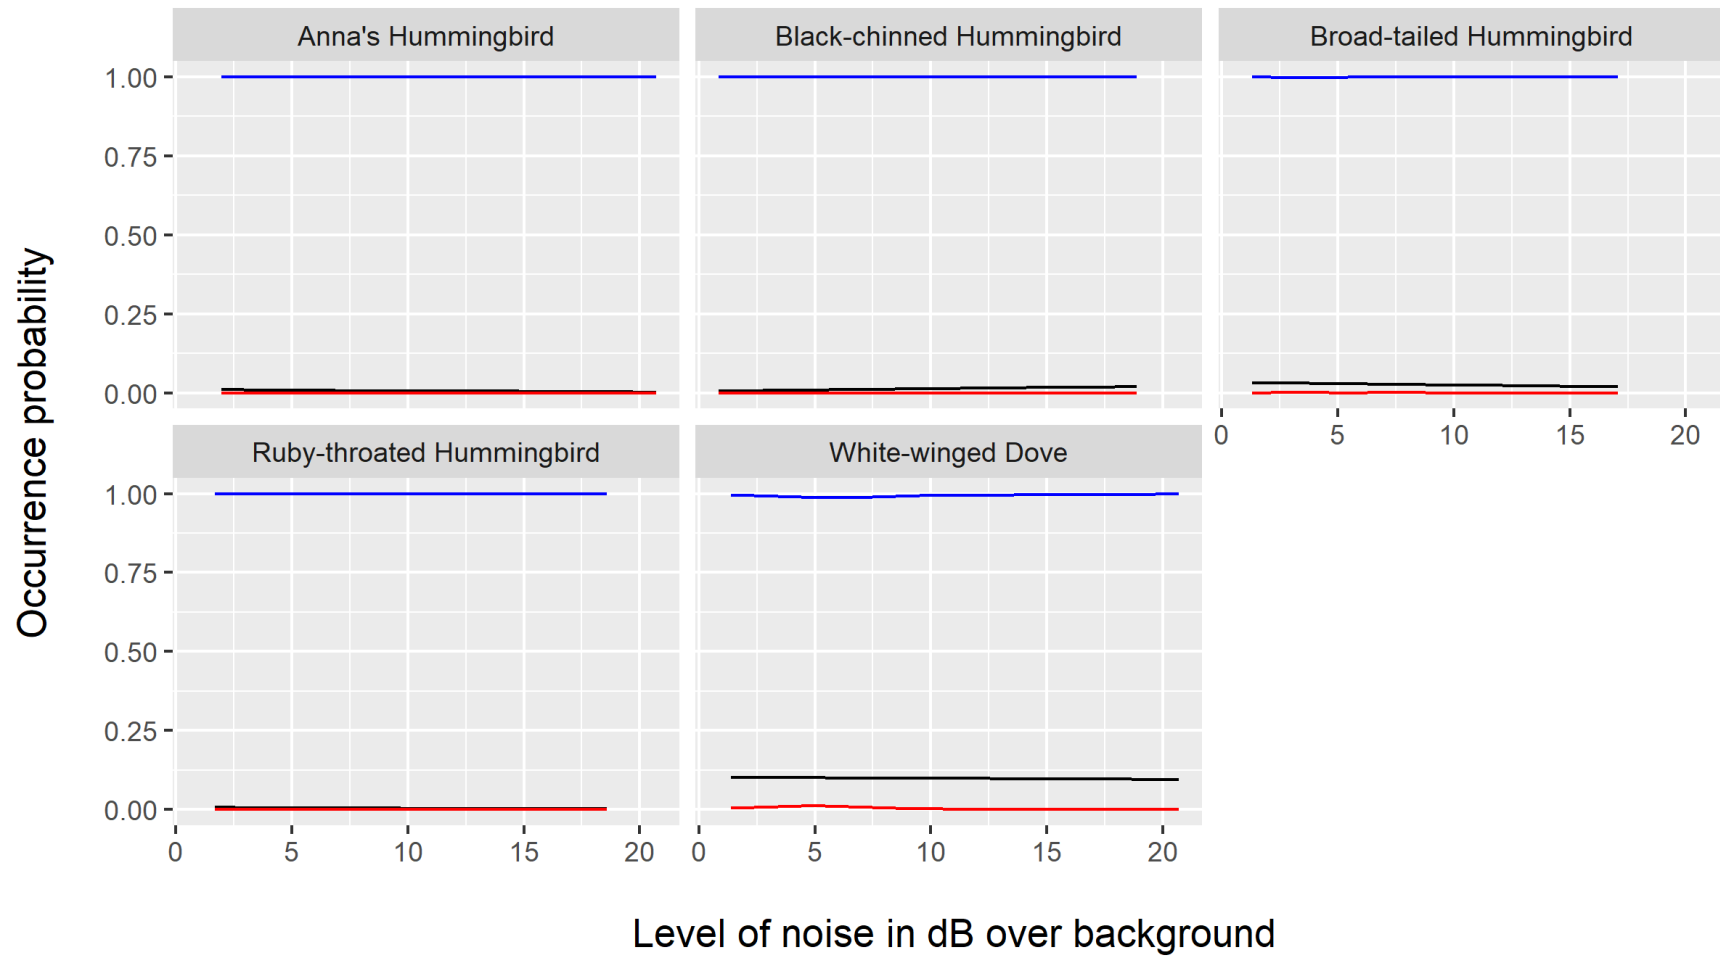 Anna's Hummingbird
Black-chinned Hummingbird
Broad-tailed Hummingbird
1.00
0.75
0.50
0.25
0.00
0 5 10 15 20
Ruby-throated Hummingbird
White-winged Dove
1.00
0.75
0.50
0.25
0.00
0 5 10 15 20
0 5 10 15 20
Occurrence probability
Level of noise in dB over background